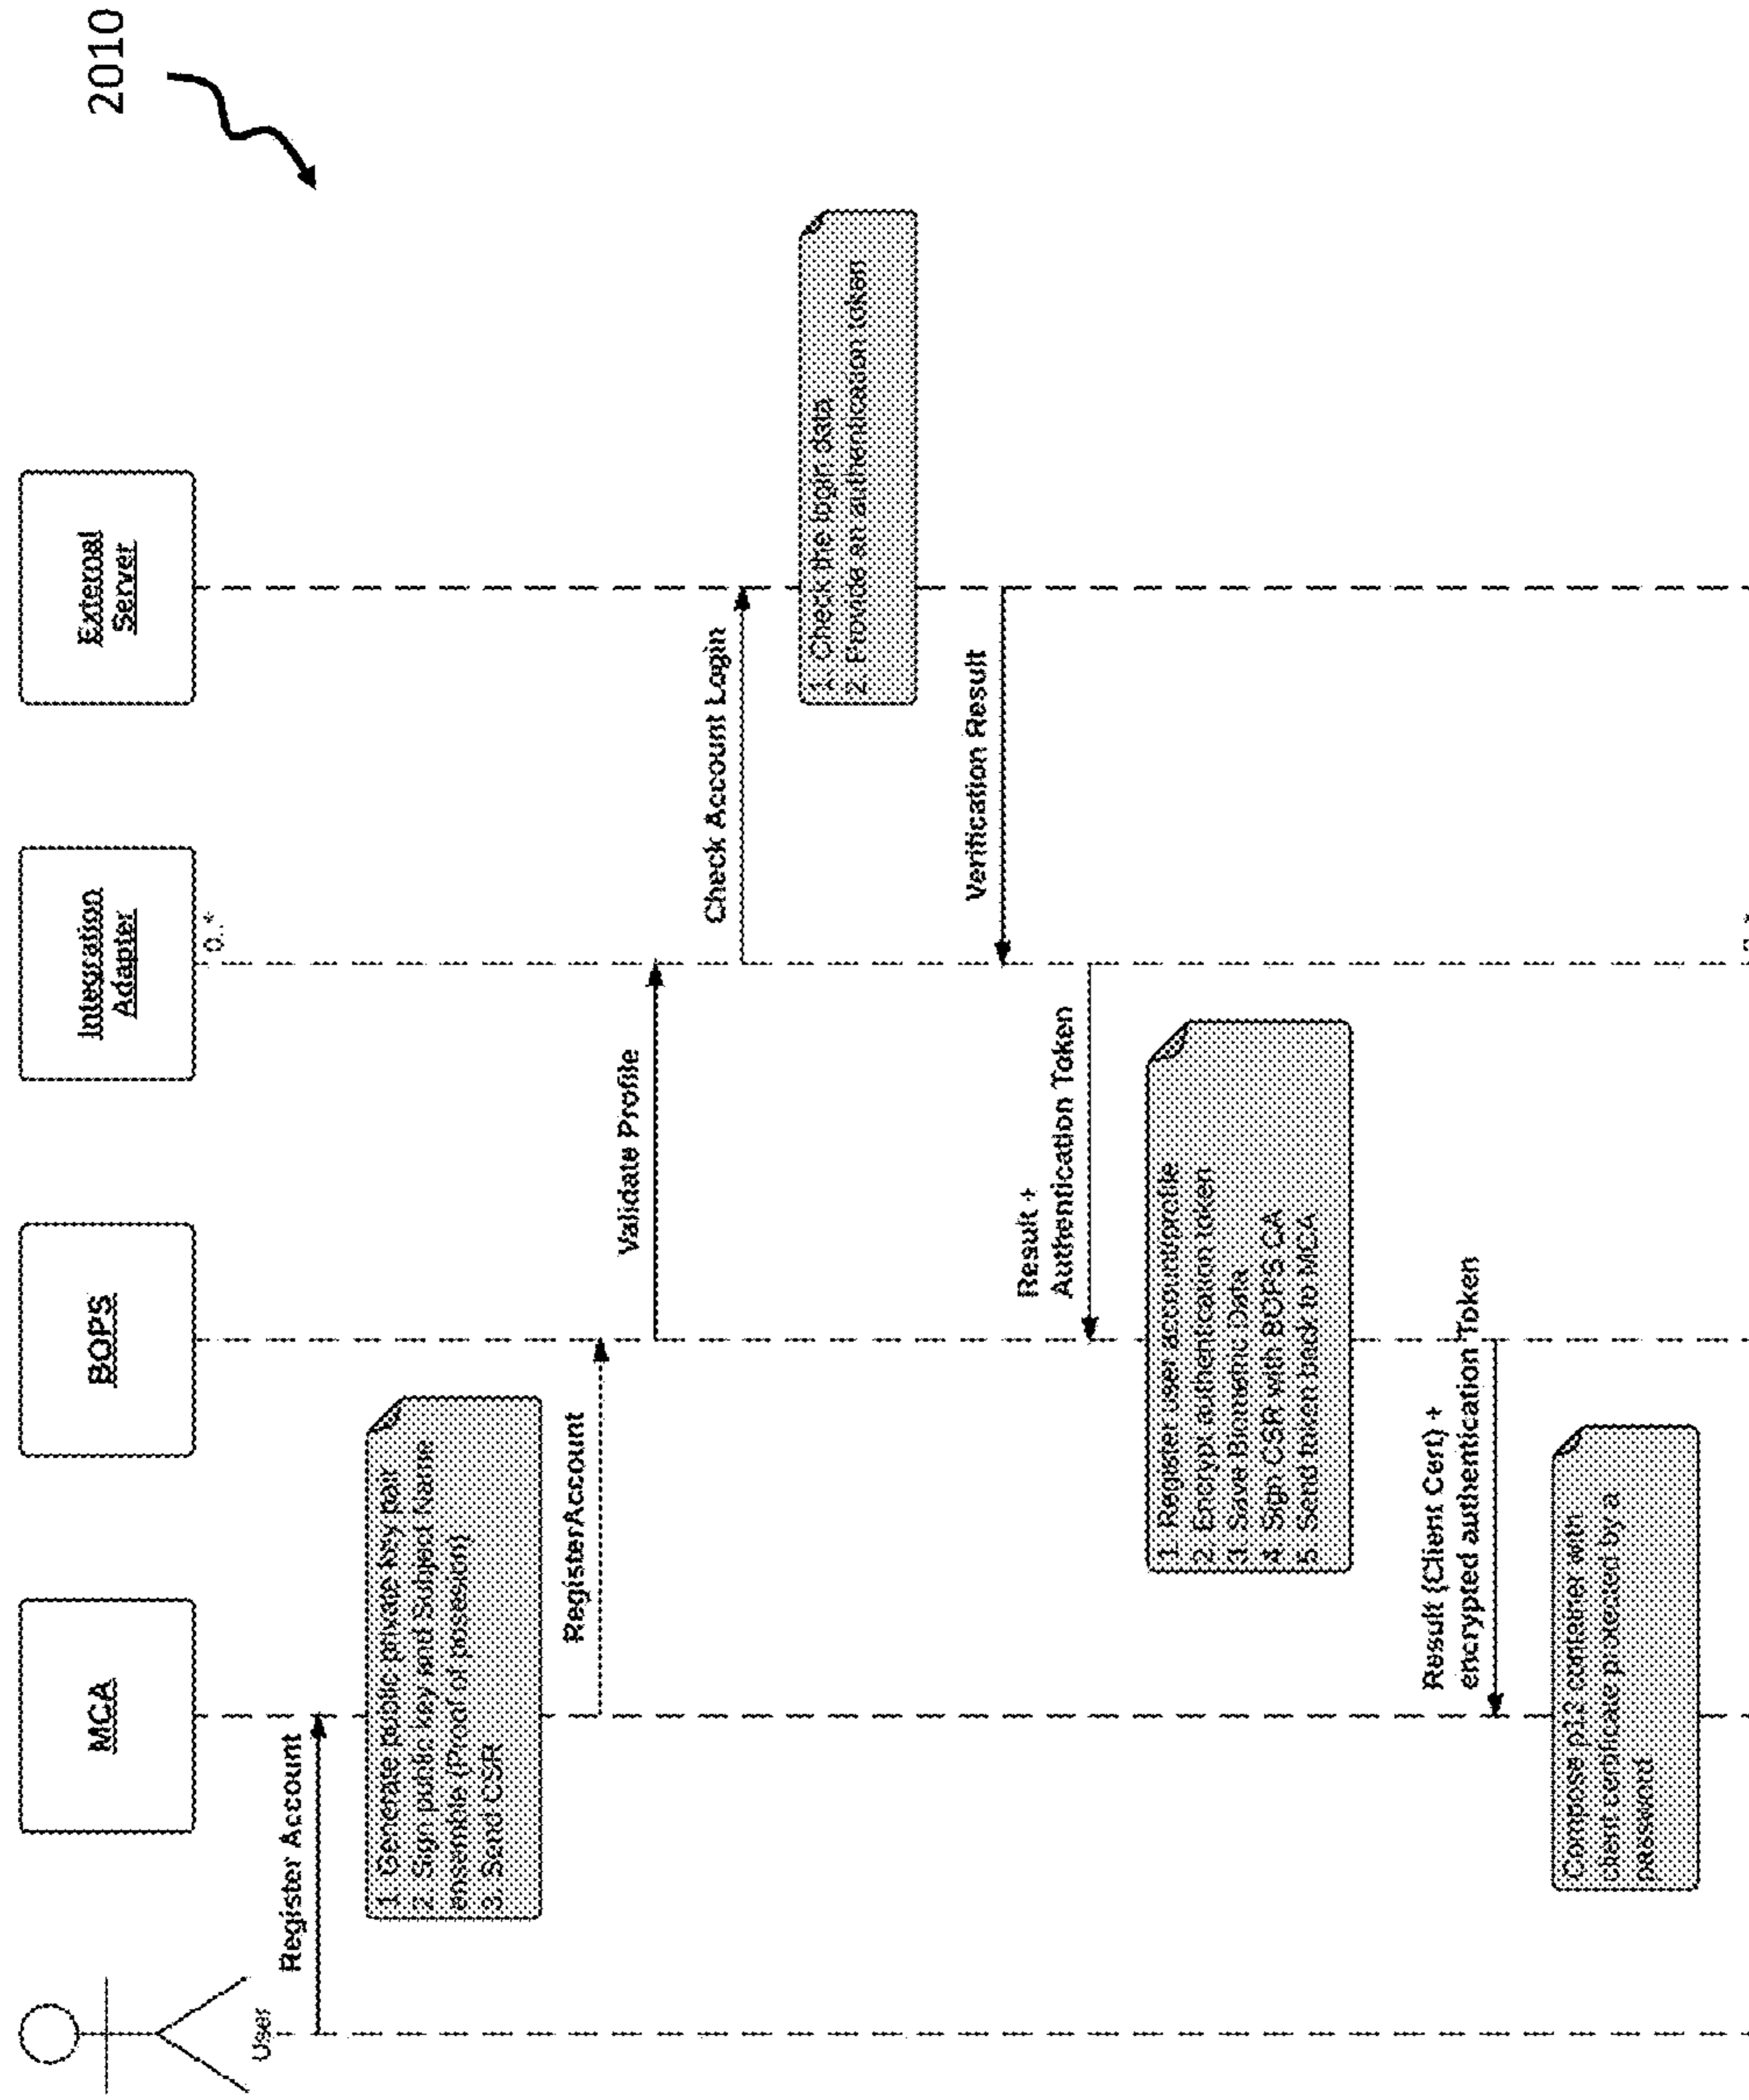 2010
User
MCA
BOPS
Integration
Adapter
0..*
External
Server
Register Account
1. Generate public private key pair
2. Sign public key and Subject Name
ensemble (Proof of possesion)
3. Send CSR
RegisterAccount
Validate Profile
Check Account Login
1. Check the login data
2. Provide an authentication token
Verification Result
Result +
Authentication Token
1. Register user account/profile
2. Encrypt authentication token
3. Save Biometric Data
4. Sign CSR with BOPS CA
5. Send token back to MCA
Result (Client Cert) +
encrypted authentication Token
Compose p12 container with
client certificate protected by a
password